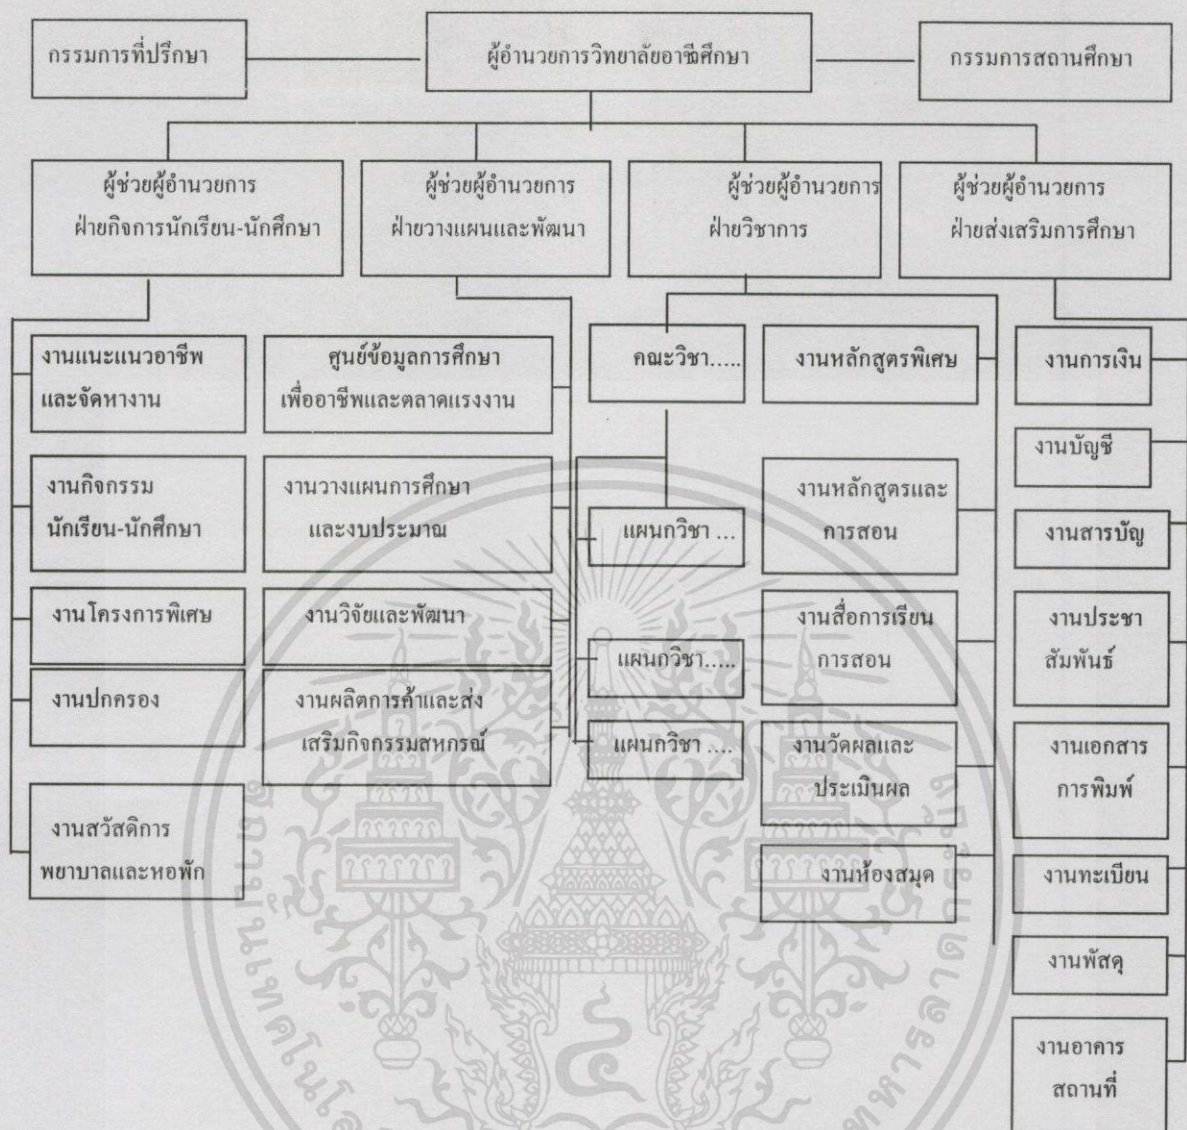 กรรมการที่ปรึกษา
ผู้อำนวยการวิทยาลัยอาชีวศึกษา
กรรมการสถานศึกษา
ผู้ช่วยผู้อำนวยการ
ฝ่ายกิจการนักเรียน-นักศึกษา
ผู้ช่วยผู้อำนวยการ
ฝ่ายวางแผนและพัฒนา
ผู้ช่วยผู้อำนวยการ
ฝ่ายวิชาการ
ผู้ช่วยผู้อำนวยการ
ฝ่ายส่งเสริมการศึกษา
งานแนะแนวอาชีพ
และจัดหางาน
งานกิจกรรม
นักเรียน-นักศึกษา
งานโครงการพิเศษ
งานปกครอง
งานสวัสดิการ
พยาบาลและหอพัก
ศูนย์ข้อมูลการศึกษา
เพื่ออาชีพและตลาดแรงงาน
งานวางแผนการศึกษา
และงบประมาณ
งานวิจัยและพัฒนา
งานผลิตการค้าและส่ง
เสริมกิจกรรมสหกรณ์
คณะวิชา.....
แผนกวิชา ...
แผนกวิชา.....
แผนกวิชา ....
งานหลักสูตรพิเศษ
งานหลักสูตรและ
การสอน
งานสื่อการเรียน
การสอน
งานวัดผลและ
ประเมินผล
งานห้องสมุด
งานการเงิน
งานบัญชี
งานสารบัญ
งานประชา
สัมพันธ์
งานเอกสาร
การพิมพ์
งานทะเบียน
งานพัสดุ
งานอาคาร
สถานที่